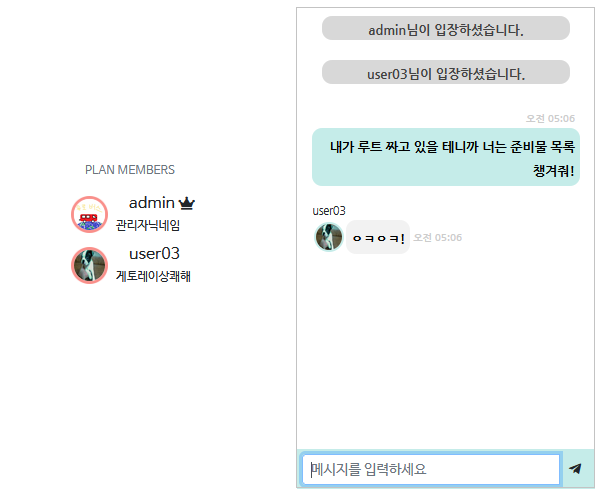 PLAN MEMBERS
admin
관리자닉네임
user03
게토레이상쾌해
admin님이 입장하셨습니다.
user03님이 입장하셨습니다.
오전 05:06
내가 루트 짜고 있을 테니까 너는 준비물 목록
챙겨줘!
user03
ㅇㅋㅇㅋ! 오전 05:06
메시지를 입력하세요